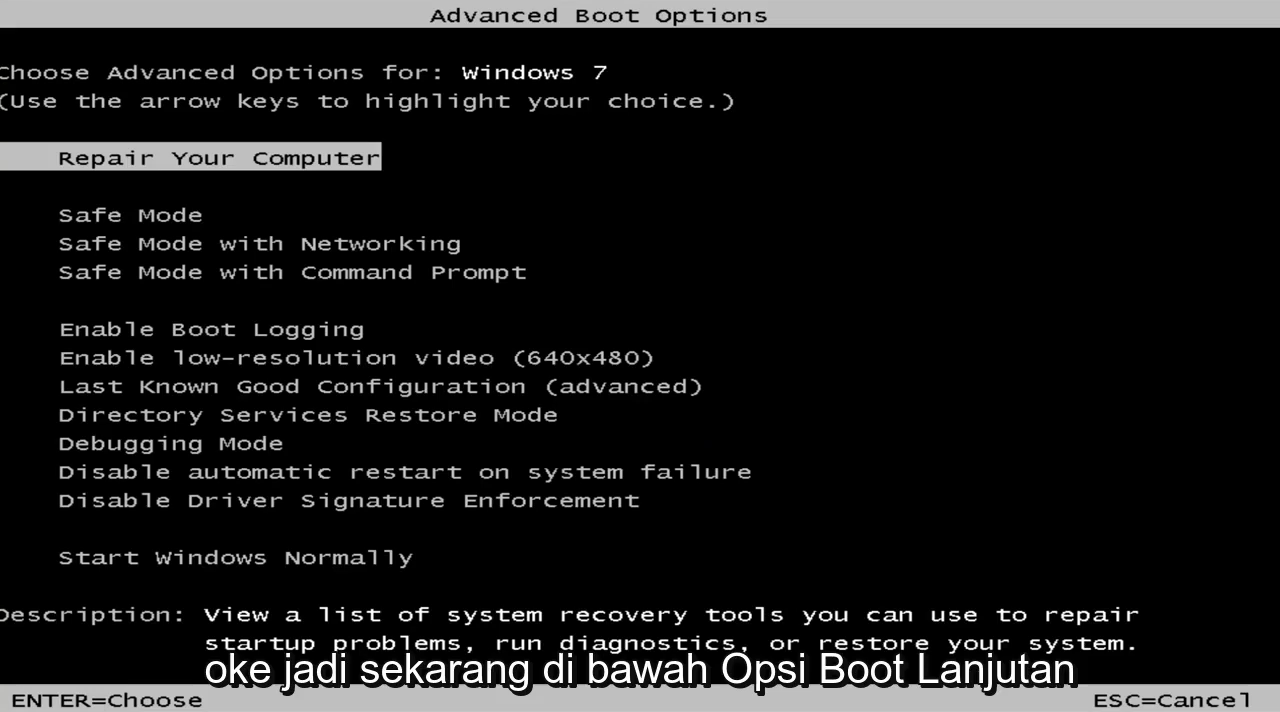 Advanced Boot Options
Choose Advanced Options for: Windows 7
(Use the arrow keys to highlight your choice.)
Repair Your Computer
Safe Mode
Safe Mode with Networking
Safe Mode with Command Prompt
Enable Boot Logging
Enable low-resolution video (640x480)
Last Known Good Configuration (advanced)
Directory Services Restore Mode
Debugging Mode
Disable automatic restart on system failure
Disable Driver Signature Enforcement
Start Windows Normally
Description: View a list of system recovery tools you can use to repair
startup problems, run diagnostics, or restore your system.
oke jadi sekarang di bawah Opsi Boot Lanjutan
ENTER=Choose ESC=Cancel